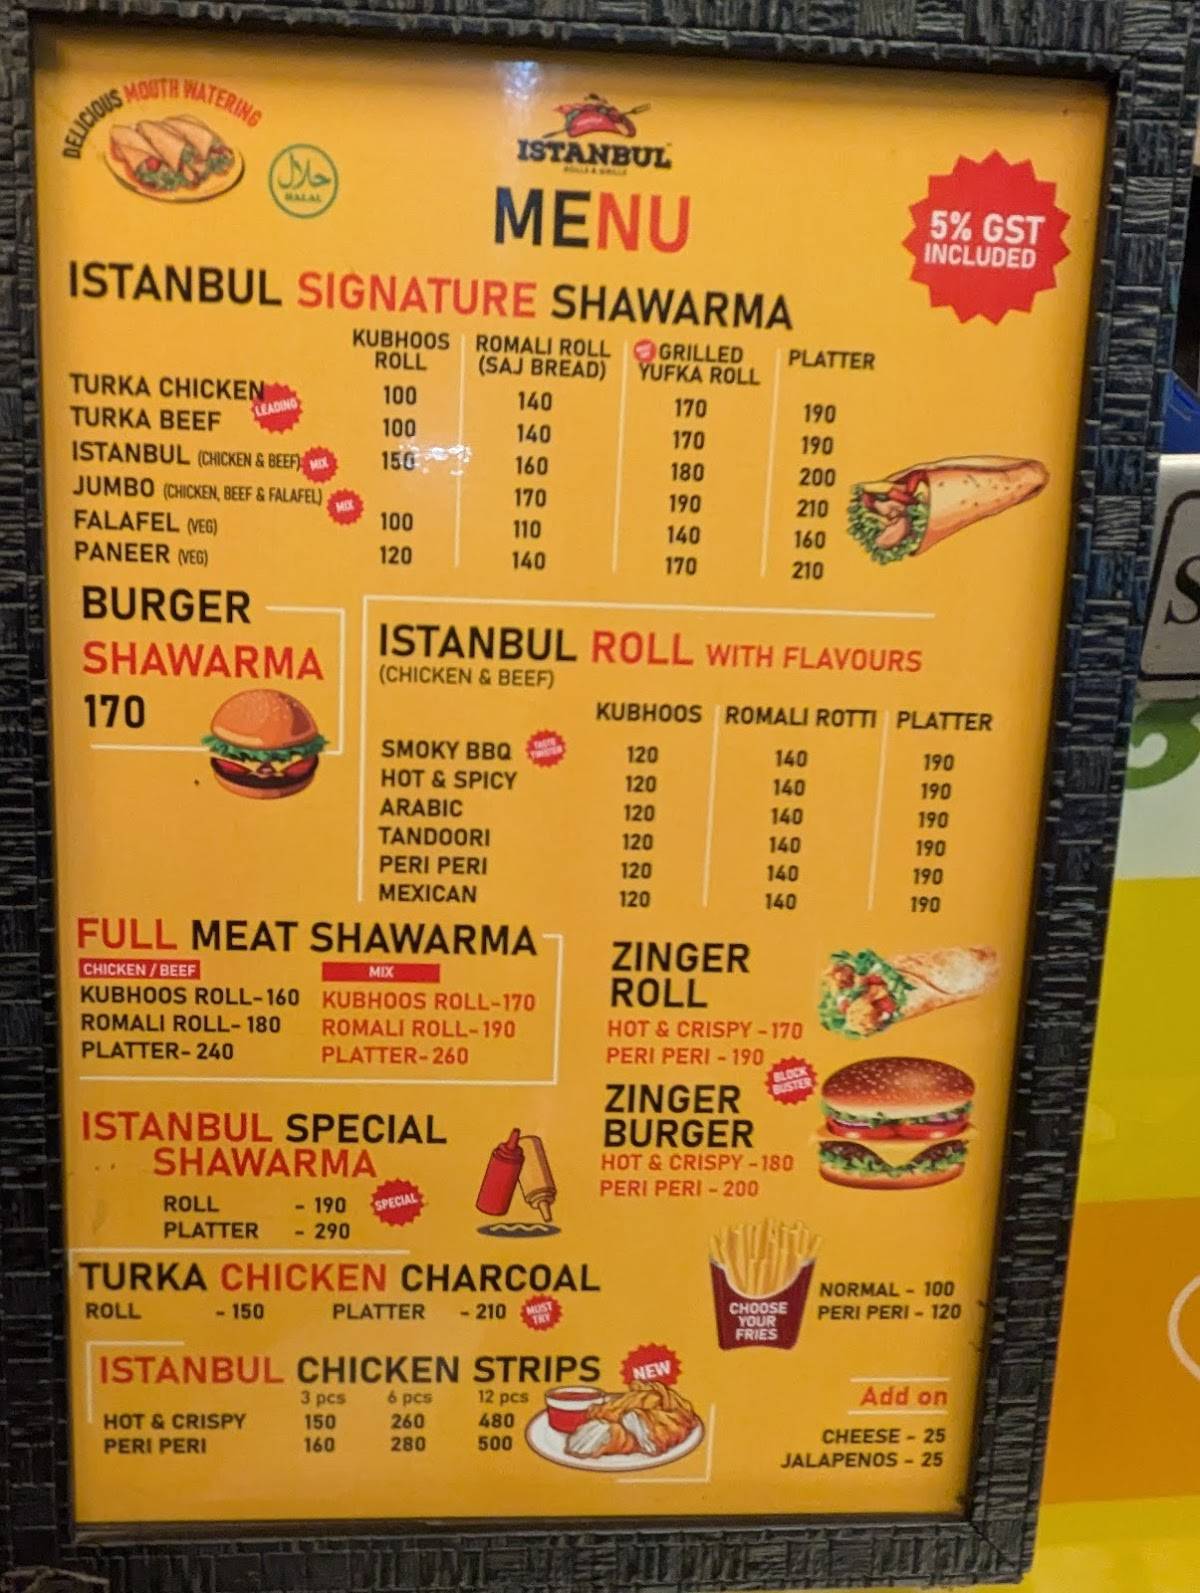 DELICIOUS MOUTH WATERING
حلال
HALAL
ISTANBUL
ROLLS & GRILLS
MENU
5% GST
INCLUDED
ISTANBUL SIGNATURE SHAWARMA
KUBHOOS ROLL | ROMALI ROLL (SAJ BREAD) | GRILLED YUFKA ROLL | PLATTER
TURKA CHICKEN 100 140 170 190
LEADING
TURKA BEEF 100 140 170 190
ISTANBUL (CHICKEN & BEEF) MIX 150 160 180 200
JUMBO (CHICKEN, BEEF & FALAFEL) MIX 170 190 210
FALAFEL (VEG) 100 110 140 160
PANEER (VEG) 120 140 170 210
BURGER
SHAWARMA
170
ISTANBUL ROLL WITH FLAVOURS
(CHICKEN & BEEF)
KUBHOOS ROMALI ROTTI PLATTER
SMOKY BBQ TASTE TWISTER 120 140 190
HOT & SPICY 120 140 190
ARABIC 120 140 190
TANDOORI 120 140 190
PERI PERI 120 140 190
MEXICAN 120 140 190
FULL MEAT SHAWARMA
CHICKEN / BEEF
KUBHOOS ROLL-160
ROMALI ROLL- 180
PLATTER- 240
MIX
KUBHOOS ROLL-170
ROMALI ROLL- 190
PLATTER- 260
ZINGER
ROLL
HOT & CRISPY - 170
PERI PERI - 190
BLOCK
BUSTER
ZINGER
BURGER
HOT & CRISPY - 180
PERI PERI - 200
ISTANBUL SPECIAL
SHAWARMA
ROLL - 190
PLATTER - 290
SPECIAL
TURKA CHICKEN CHARCOAL
ROLL - 150 PLATTER - 210
MUST
TRY
CHOOSE
YOUR
FRIES
NORMAL - 100
PERI PERI - 120
ISTANBUL CHICKEN STRIPS
NEW
3 pcs 6 pcs 12 pcs
HOT & CRISPY 150 260 480
PERI PERI 160 280 500
Add on
CHEESE - 25
JALAPENOS - 25
S